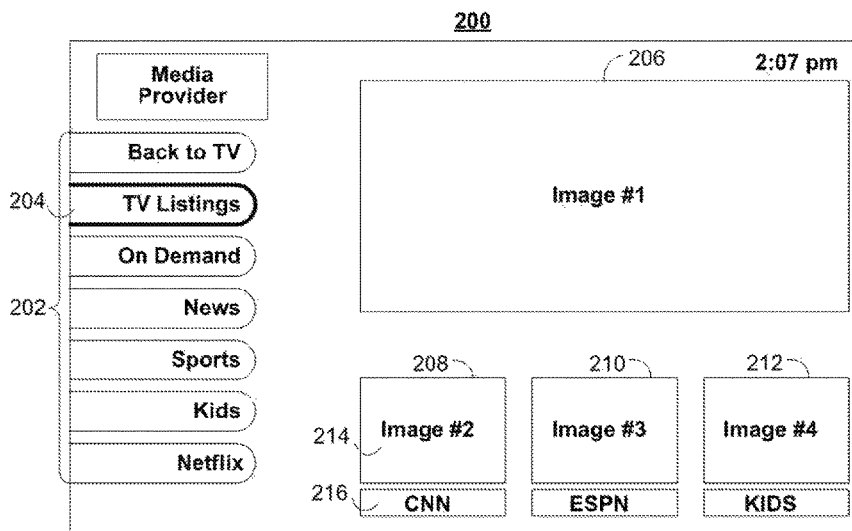 200
Media
Provider
206
2:07 pm
Back to TV
204
TV Listings
Image #1
On Demand
202
News
Sports
208
210
212
Kids
214
Image #2
Image #3
Image #4
Netflix
216
CNN
ESPN
KIDS